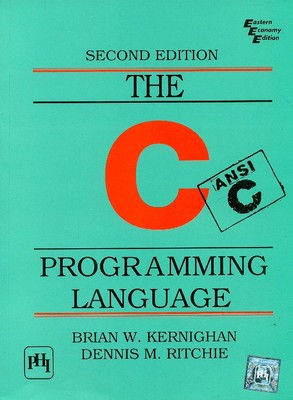 Eastern
Economy
Edition
SECOND EDITION
THE
C
ANSI
C
PROGRAMMING
LANGUAGE
BRIAN W. KERNIGHAN
DENNIS M. RITCHIE
PHI